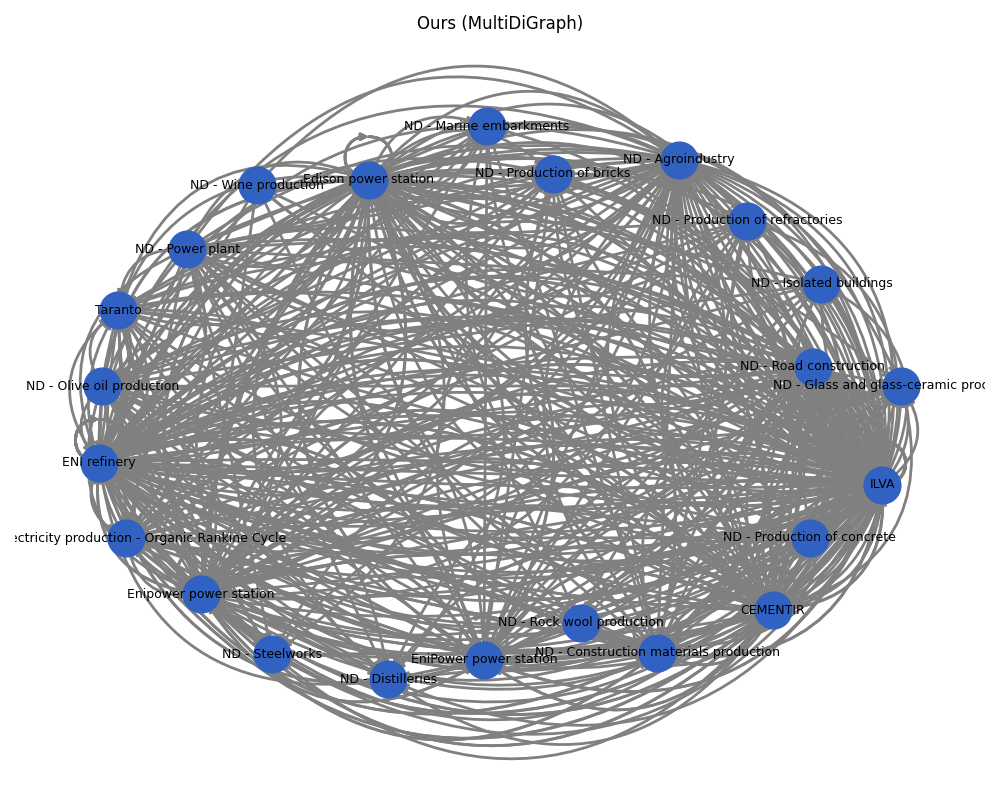 Ours (MultiDiGraph)
ND - Marine embarkments
ND - Agroindustry
ND - Production of bricks
Edison power station
ND - Wine production
ND - Production of refractories
ND - Power plant
ND - Isolated buildings
Taranto
ND - Road construction
ND - Olive oil production
ND - Glass and glass-ceramic proc
ENI refinery
ILVA
ectricity production - Organic Rankine Cycle
ND - Production of concrete
Enipower power station
CEMENTIR
ND - Rock wool production
ND - Steelworks
ND - Construction materials production
EniPower power station
ND - Distilleries